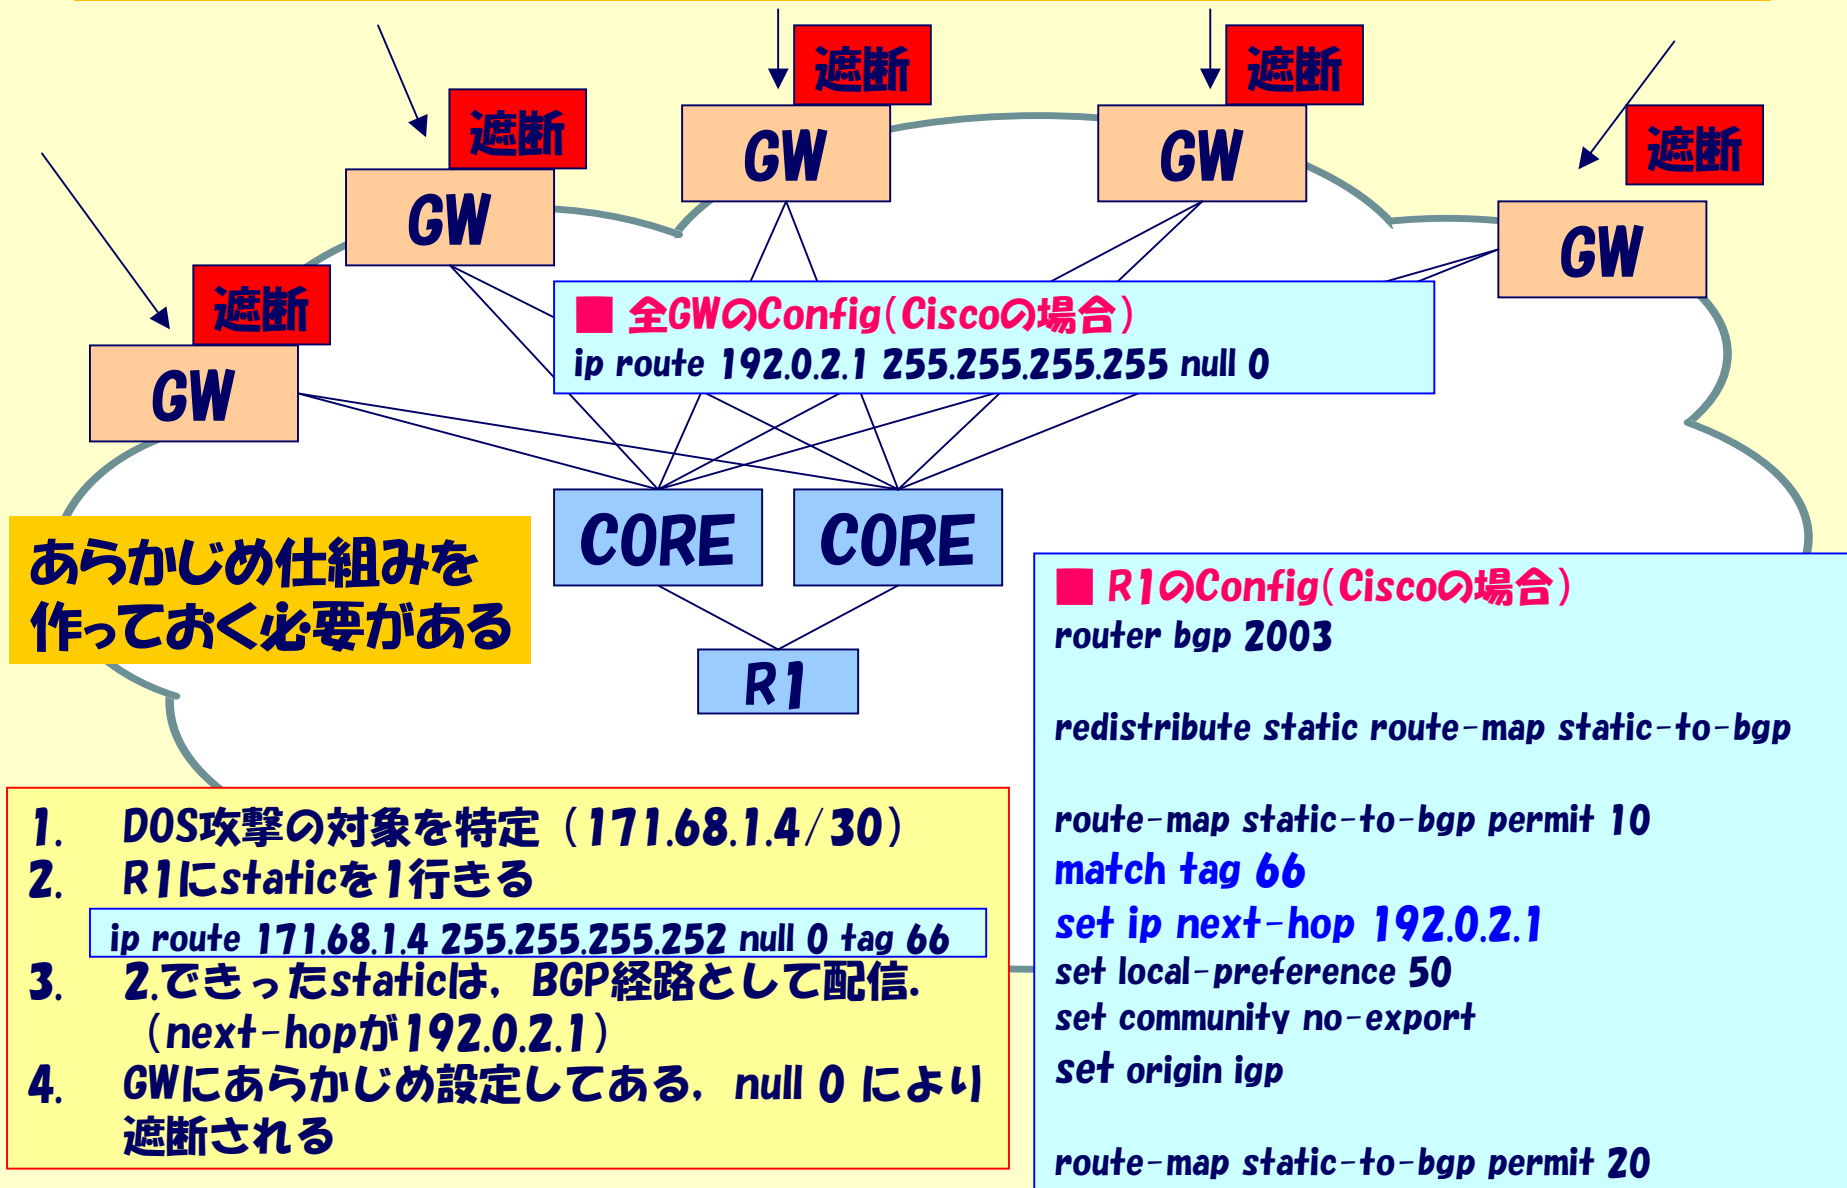 遮断
遮断
遮断
遮断
遮断
GW
GW
GW
GW
GW
■ 全GWのConfig(Ciscoの場合)
ip route 192.0.2.1 255.255.255.255 null 0
CORE
CORE
R1
あらかじめ仕組みを
作っておく必要がある
■ R1のConfig(Ciscoの場合)
router bgp 2003
redistribute static route-map static-to-bgp
route-map static-to-bgp permit 10
match tag 66
set ip next-hop 192.0.2.1
set local-preference 50
set community no-export
set origin igp
route-map static-to-bgp permit 20
1. DOS攻撃の対象を特定（171.68.1.4/30）
2. R1にstaticを1行きる
ip route 171.68.1.4 255.255.255.252 null 0 tag 66
3. 2.できったstaticは，BGP経路として配信．
（next-hopが192.0.2.1）
4. GWにあらかじめ設定してある，null 0 により
遮断される